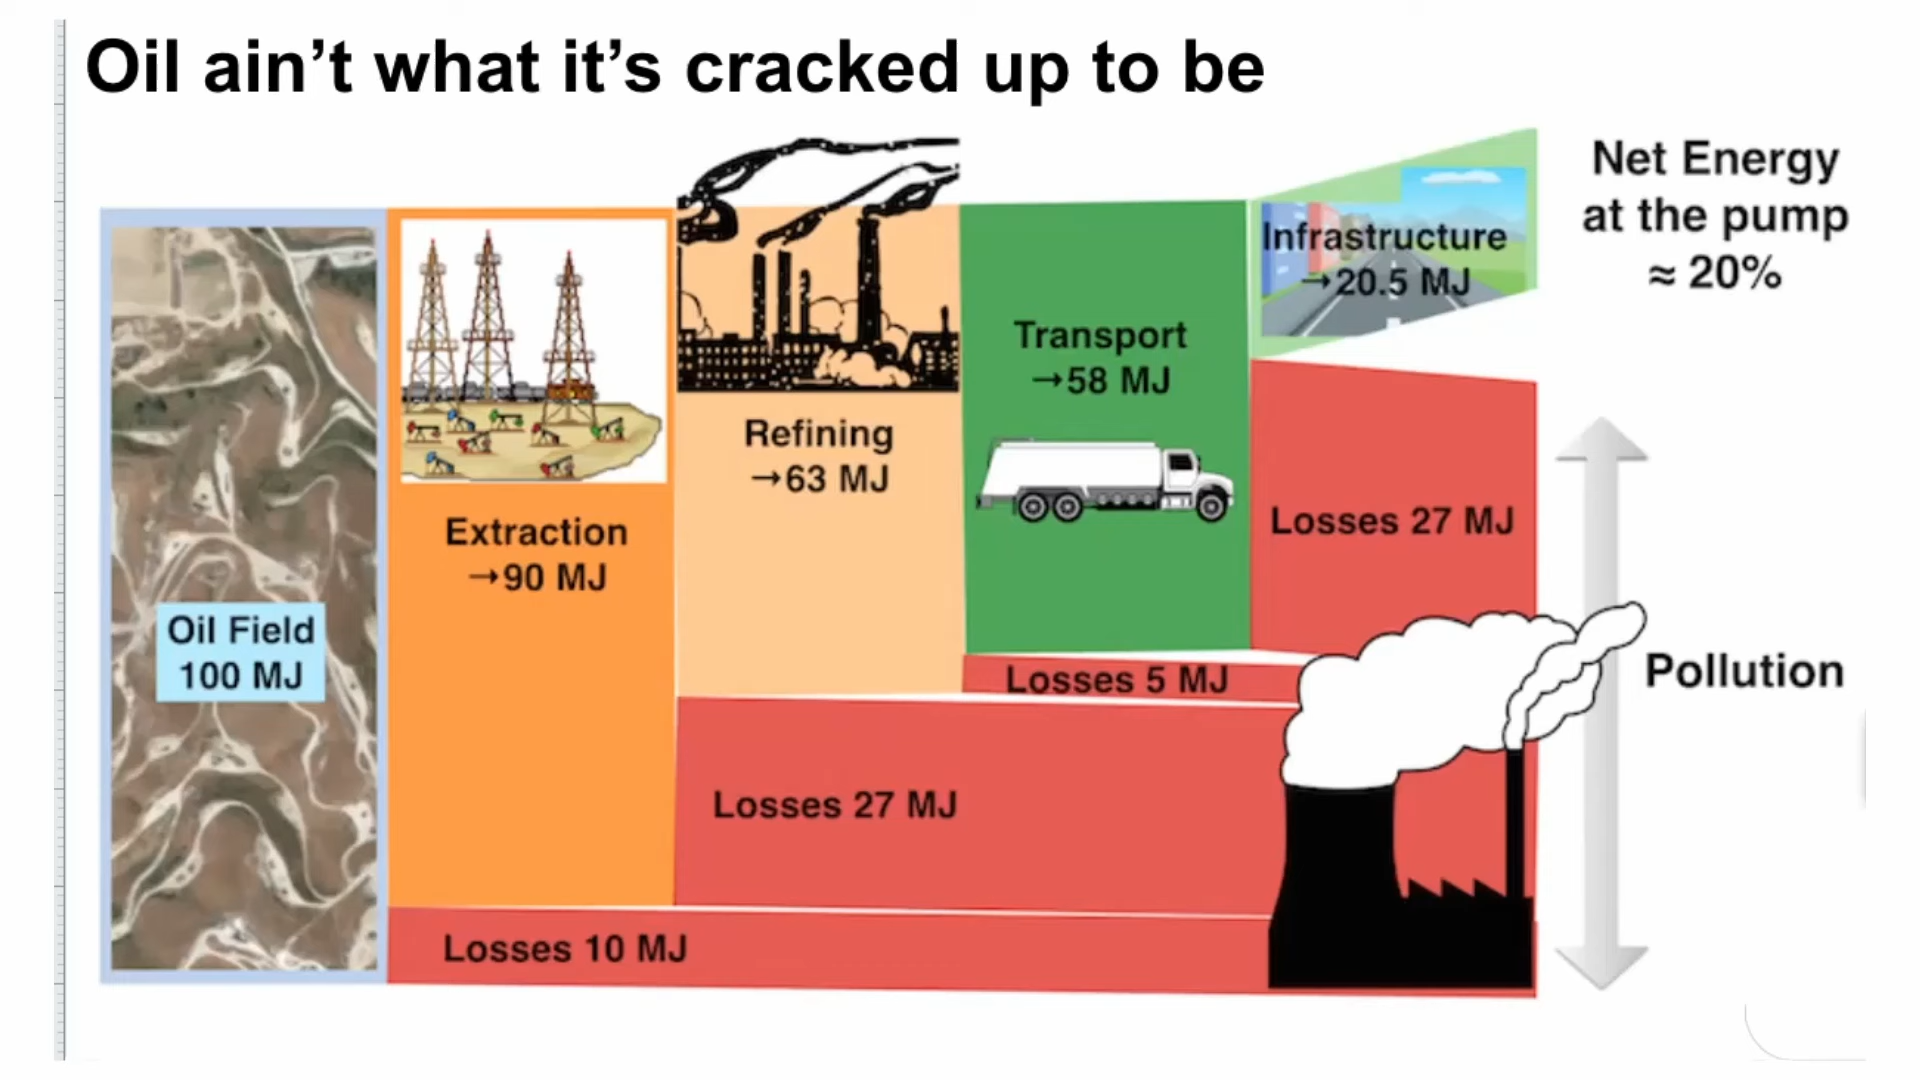 Oil ain’t what it’s cracked up to be
Net Energy
at the pump
≈ 20%
Infrastructure
→20.5 MJ
Transport
→58 MJ
Refining
→63 MJ
Extraction
→90 MJ
Oil Field
100 MJ
Losses 27 MJ
Losses 5 MJ
Pollution
Losses 27 MJ
Losses 10 MJ